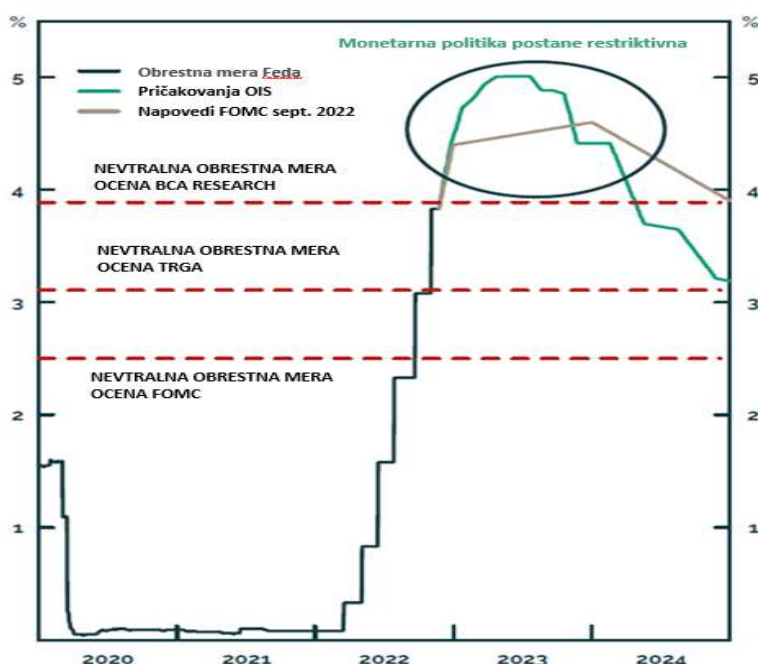 % %
Monetarna politika postane restriktivna
Obrestna mera Feda
Pričakovanja OIS
Napovedi FOMC sept. 2022
5 5
NEVTRALNA OBRESTNA MERA
OCENA BCA RESEARCH
4 4
NEVTRALNA OBRESTNA MERA
OCENA TRGA
3 3
NEVTRALNA OBRESTNA MERA
OCENA FOMC
2 2
1 1
2020 2021 2022 2023 2024